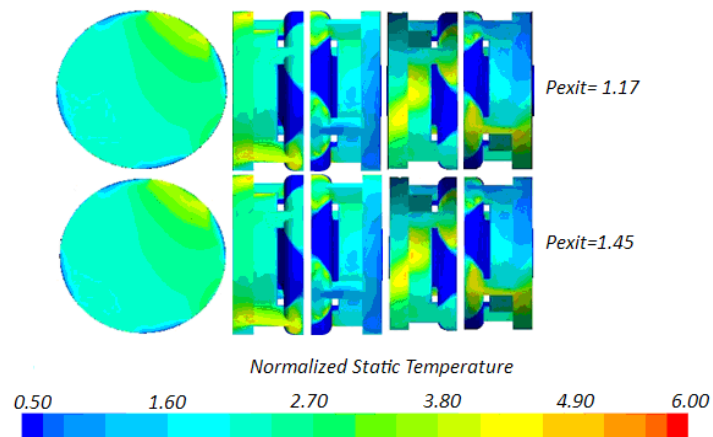 Pexit= 1.17
Pexit=1.45
Normalized Static Temperature
0.50 1.60 2.70 3.80 4.90 6.00